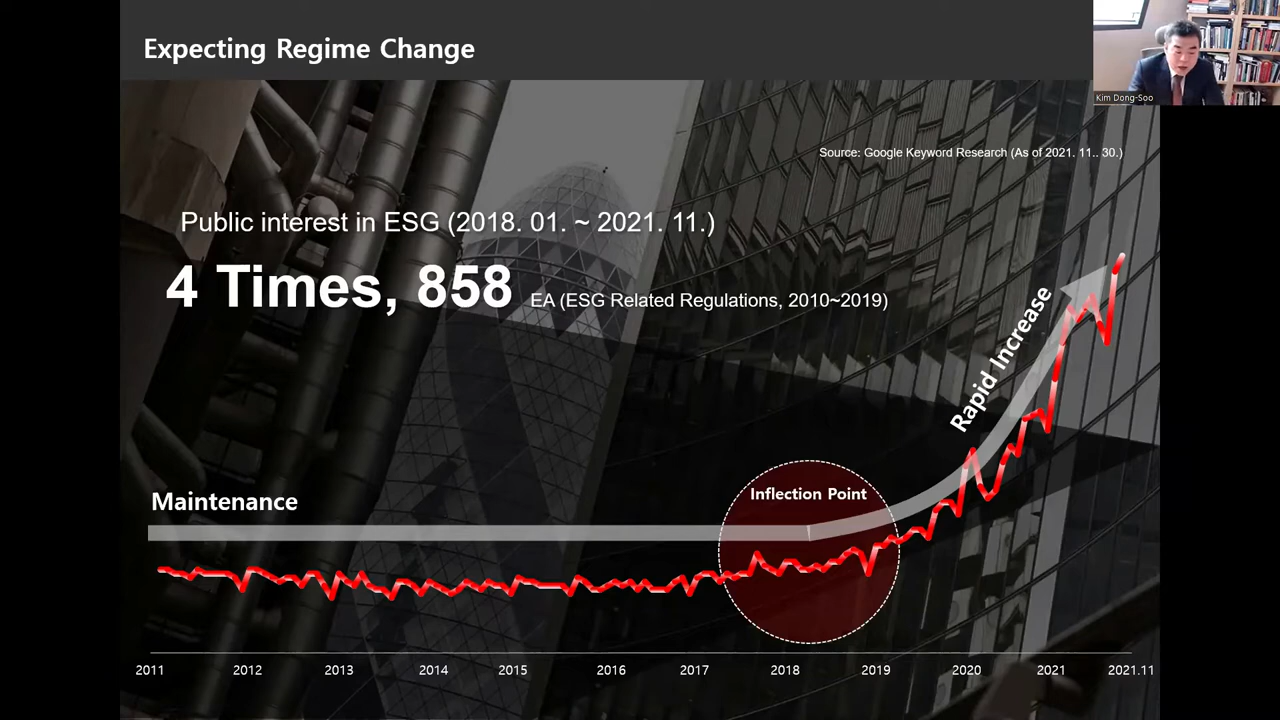 Expecting Regime Change
Kim Dong-Soo
Source: Google Keyword Research (As of 2021. 11.. 30.)
Public interest in ESG (2018. 01. ~ 2021. 11.)
4 Times, 858 EA (ESG Related Regulations, 2010~2019)
Rapid Increase
Inflection Point
Maintenance
2011 2012 2013 2014 2015 2016 2017 2018 2019 2020 2021 2021.11